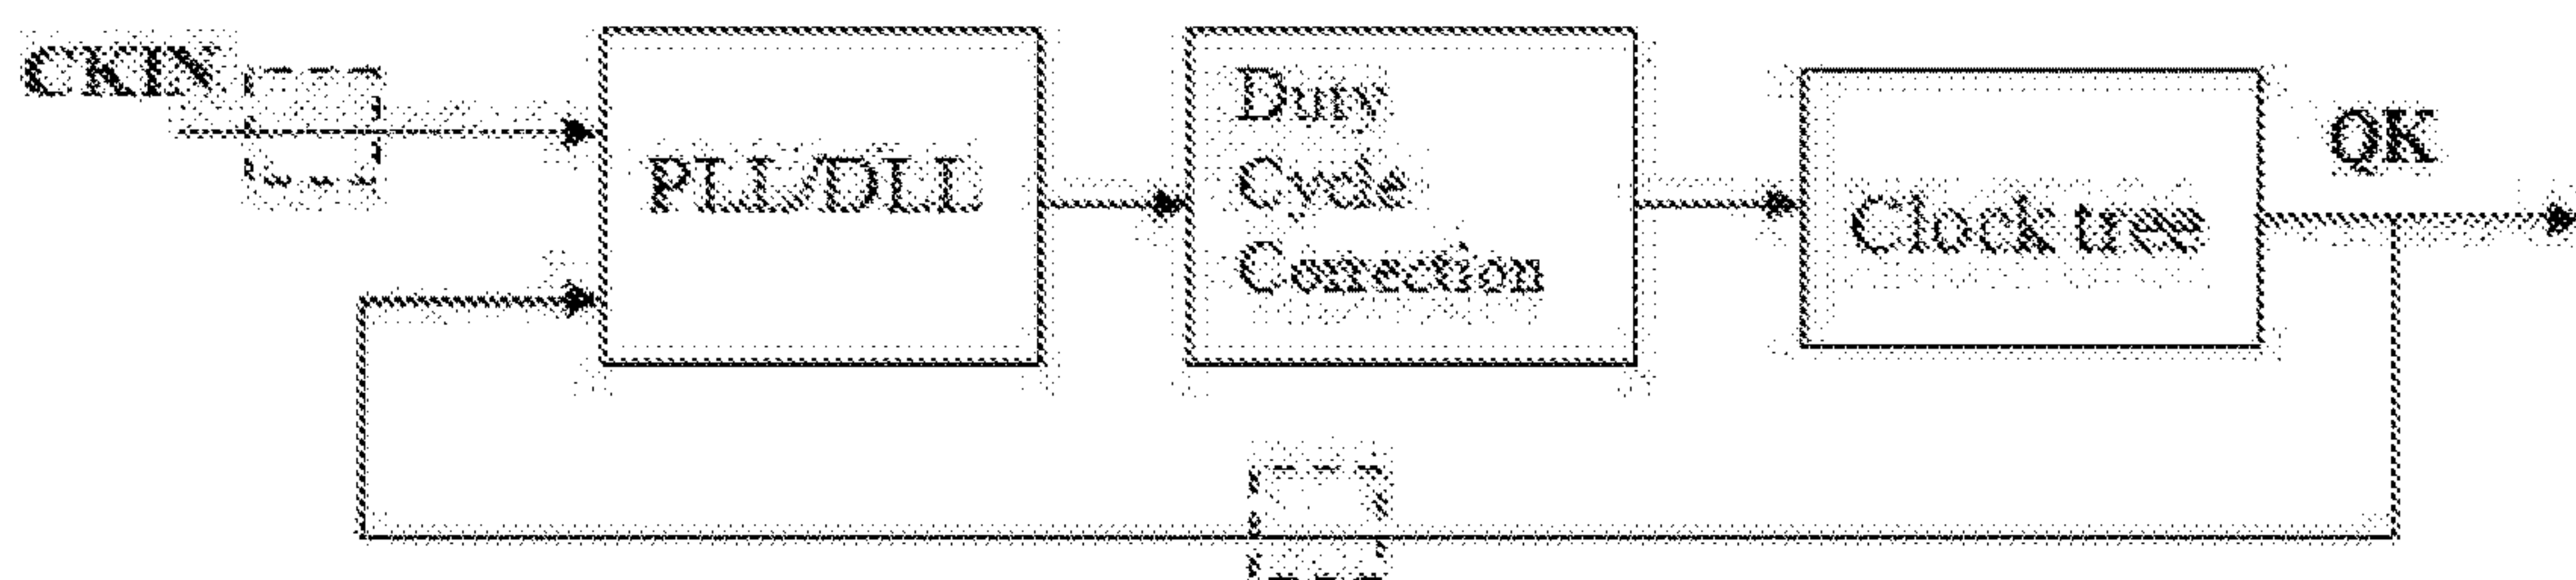 CKIN
PLL/DLL
Duty
Cycle
Correction
Clock tree
QK